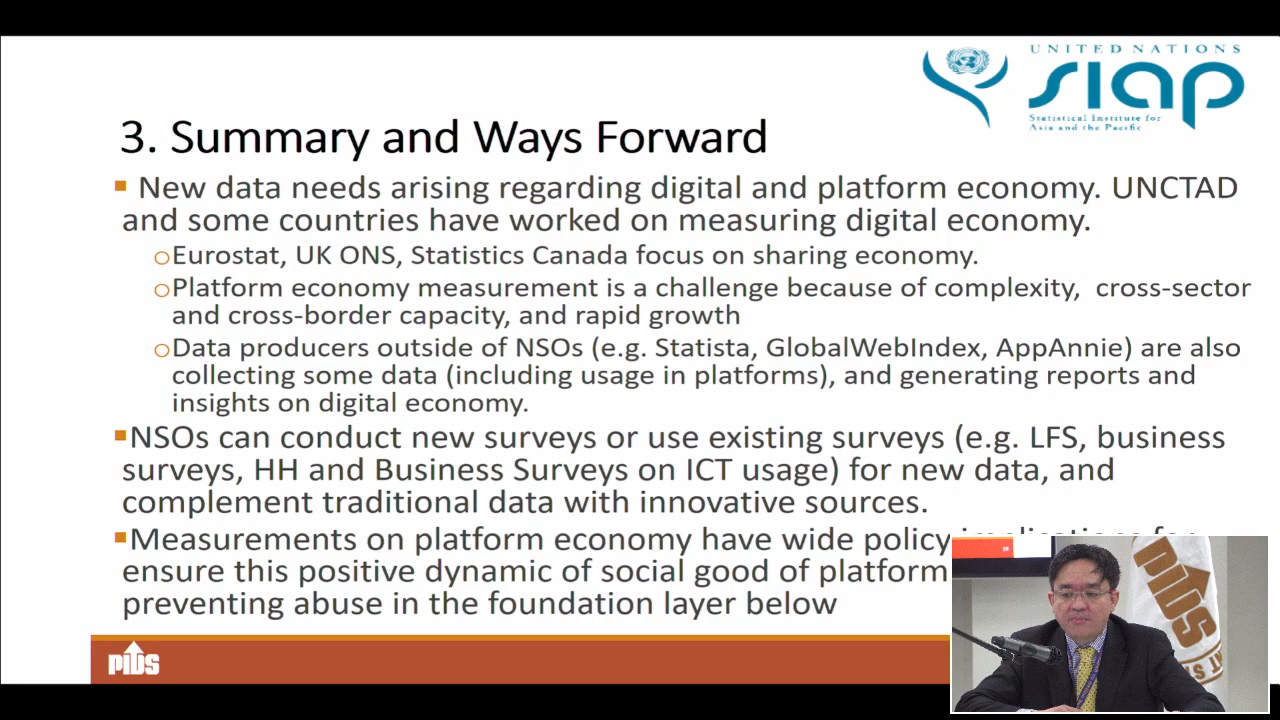 UNITED NATIONS
SIAP
Statistical Institute for
Asia and the Pacific
3. Summary and Ways Forward
▪ New data needs arising regarding digital and platform economy. UNCTAD
and some countries have worked on measuring digital economy.
oEurostat, UK ONS, Statistics Canada focus on sharing economy.
oPlatform economy measurement is a challenge because of complexity, cross-sector
and cross-border capacity, and rapid growth
oData producers outside of NSOs (e.g. Statista, GlobalWebIndex, AppAnnie) are also
collecting some data (including usage in platforms), and generating reports and
insights on digital economy.
▪NSOs can conduct new surveys or use existing surveys (e.g. LFS, business
surveys, HH and Business Surveys on ICT usage) for new data, and
complement traditional data with innovative sources.
▪Measurements on platform economy have wide policy implications for
ensure this positive dynamic of social good of platform
preventing abuse in the foundation layer below
PIDS
PIDS